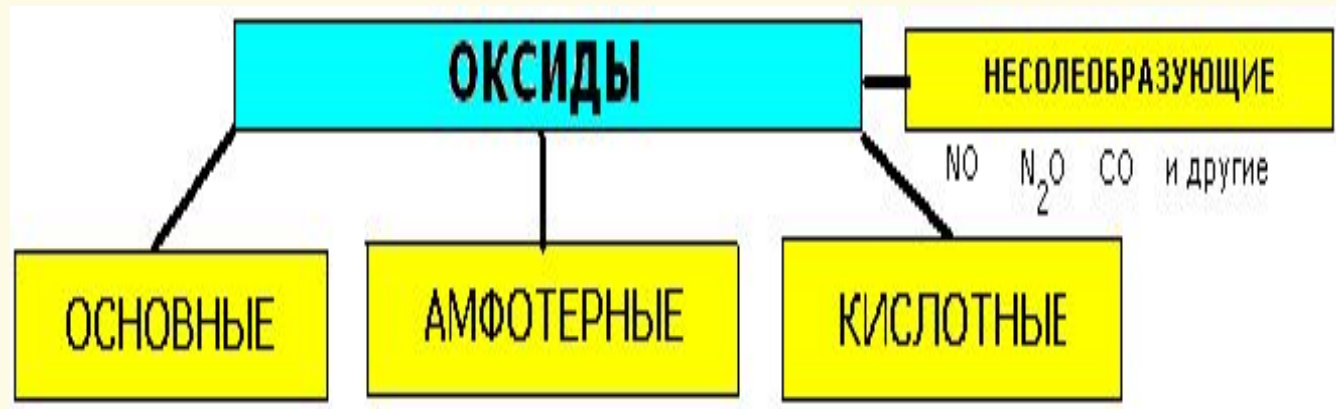 ОКСИДЫ
НЕСОЛЕОБРАЗУЮЩИЕ
NO N₂O CO и другие
ОСНОВНЫЕ
АМФОТЕРНЫЕ
КИСЛОТНЫЕ